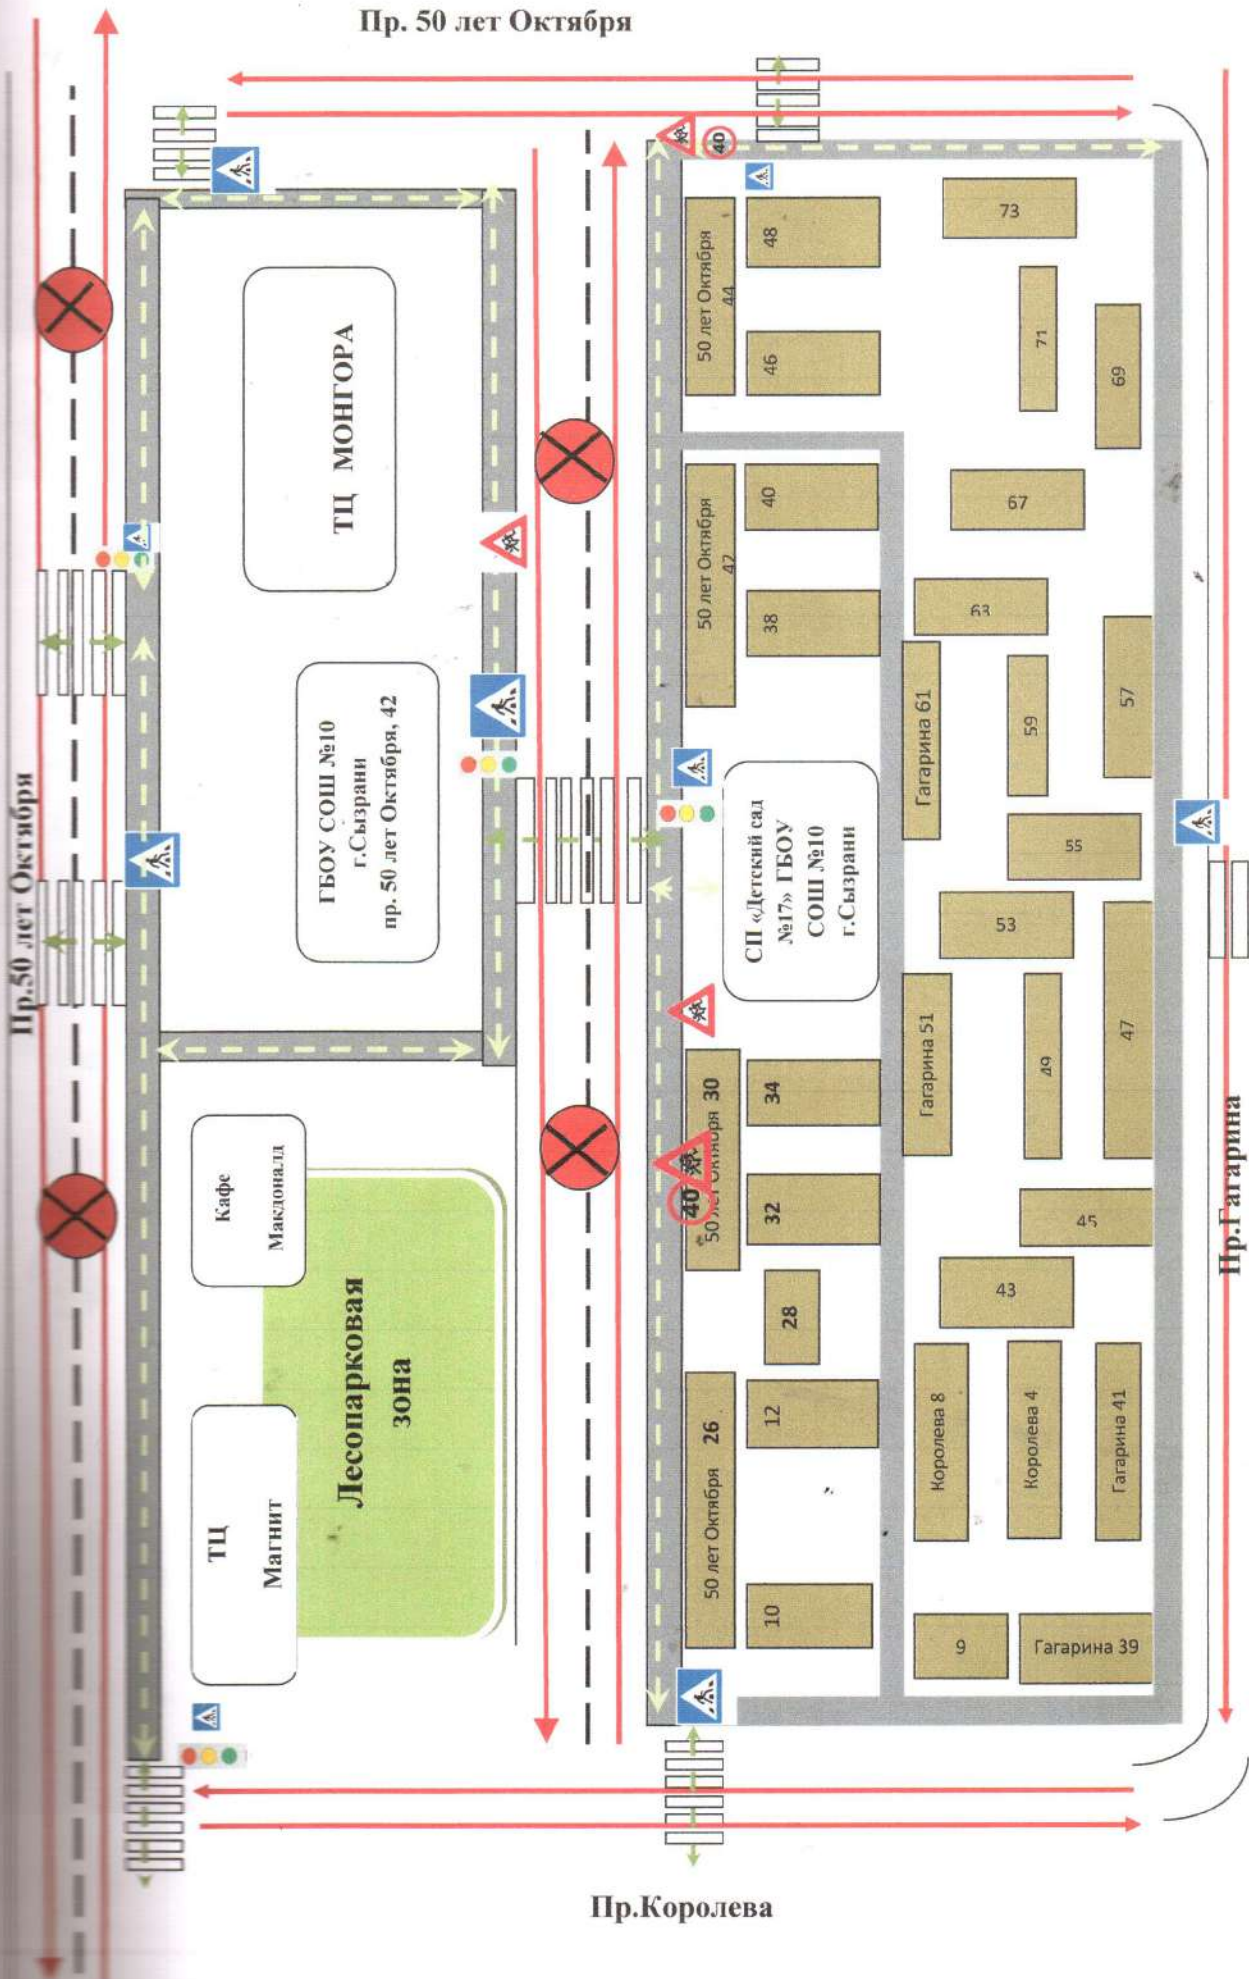 Пр. 50 лет Октября
Пр.50 лет Октября
ТЦ МОНГОРА
ГБОУ СОШ №10
г.Сызрани
пр. 50 лет Октября, 42
Кафе
Макдоналд
ТЦ
Магнит
Лесопарковая
зона
40
50 лет Октября
44
48
46
50 лет Октября
42
40
38
СП «Детский сад
№17» ГБОУ
СОШ №10
г.Сызрани
50 лет Октября 30
40
34
32
28
50 лет Октября 26
12
10
73
71
69
67
63
Гагарина 61
59
57
55
53
Гагарина 51
49
47
45
43
Королева 8
Королева 4
Гагарина 41
9
Гагарина 39
Пр.Гагарина
Пр.Королева